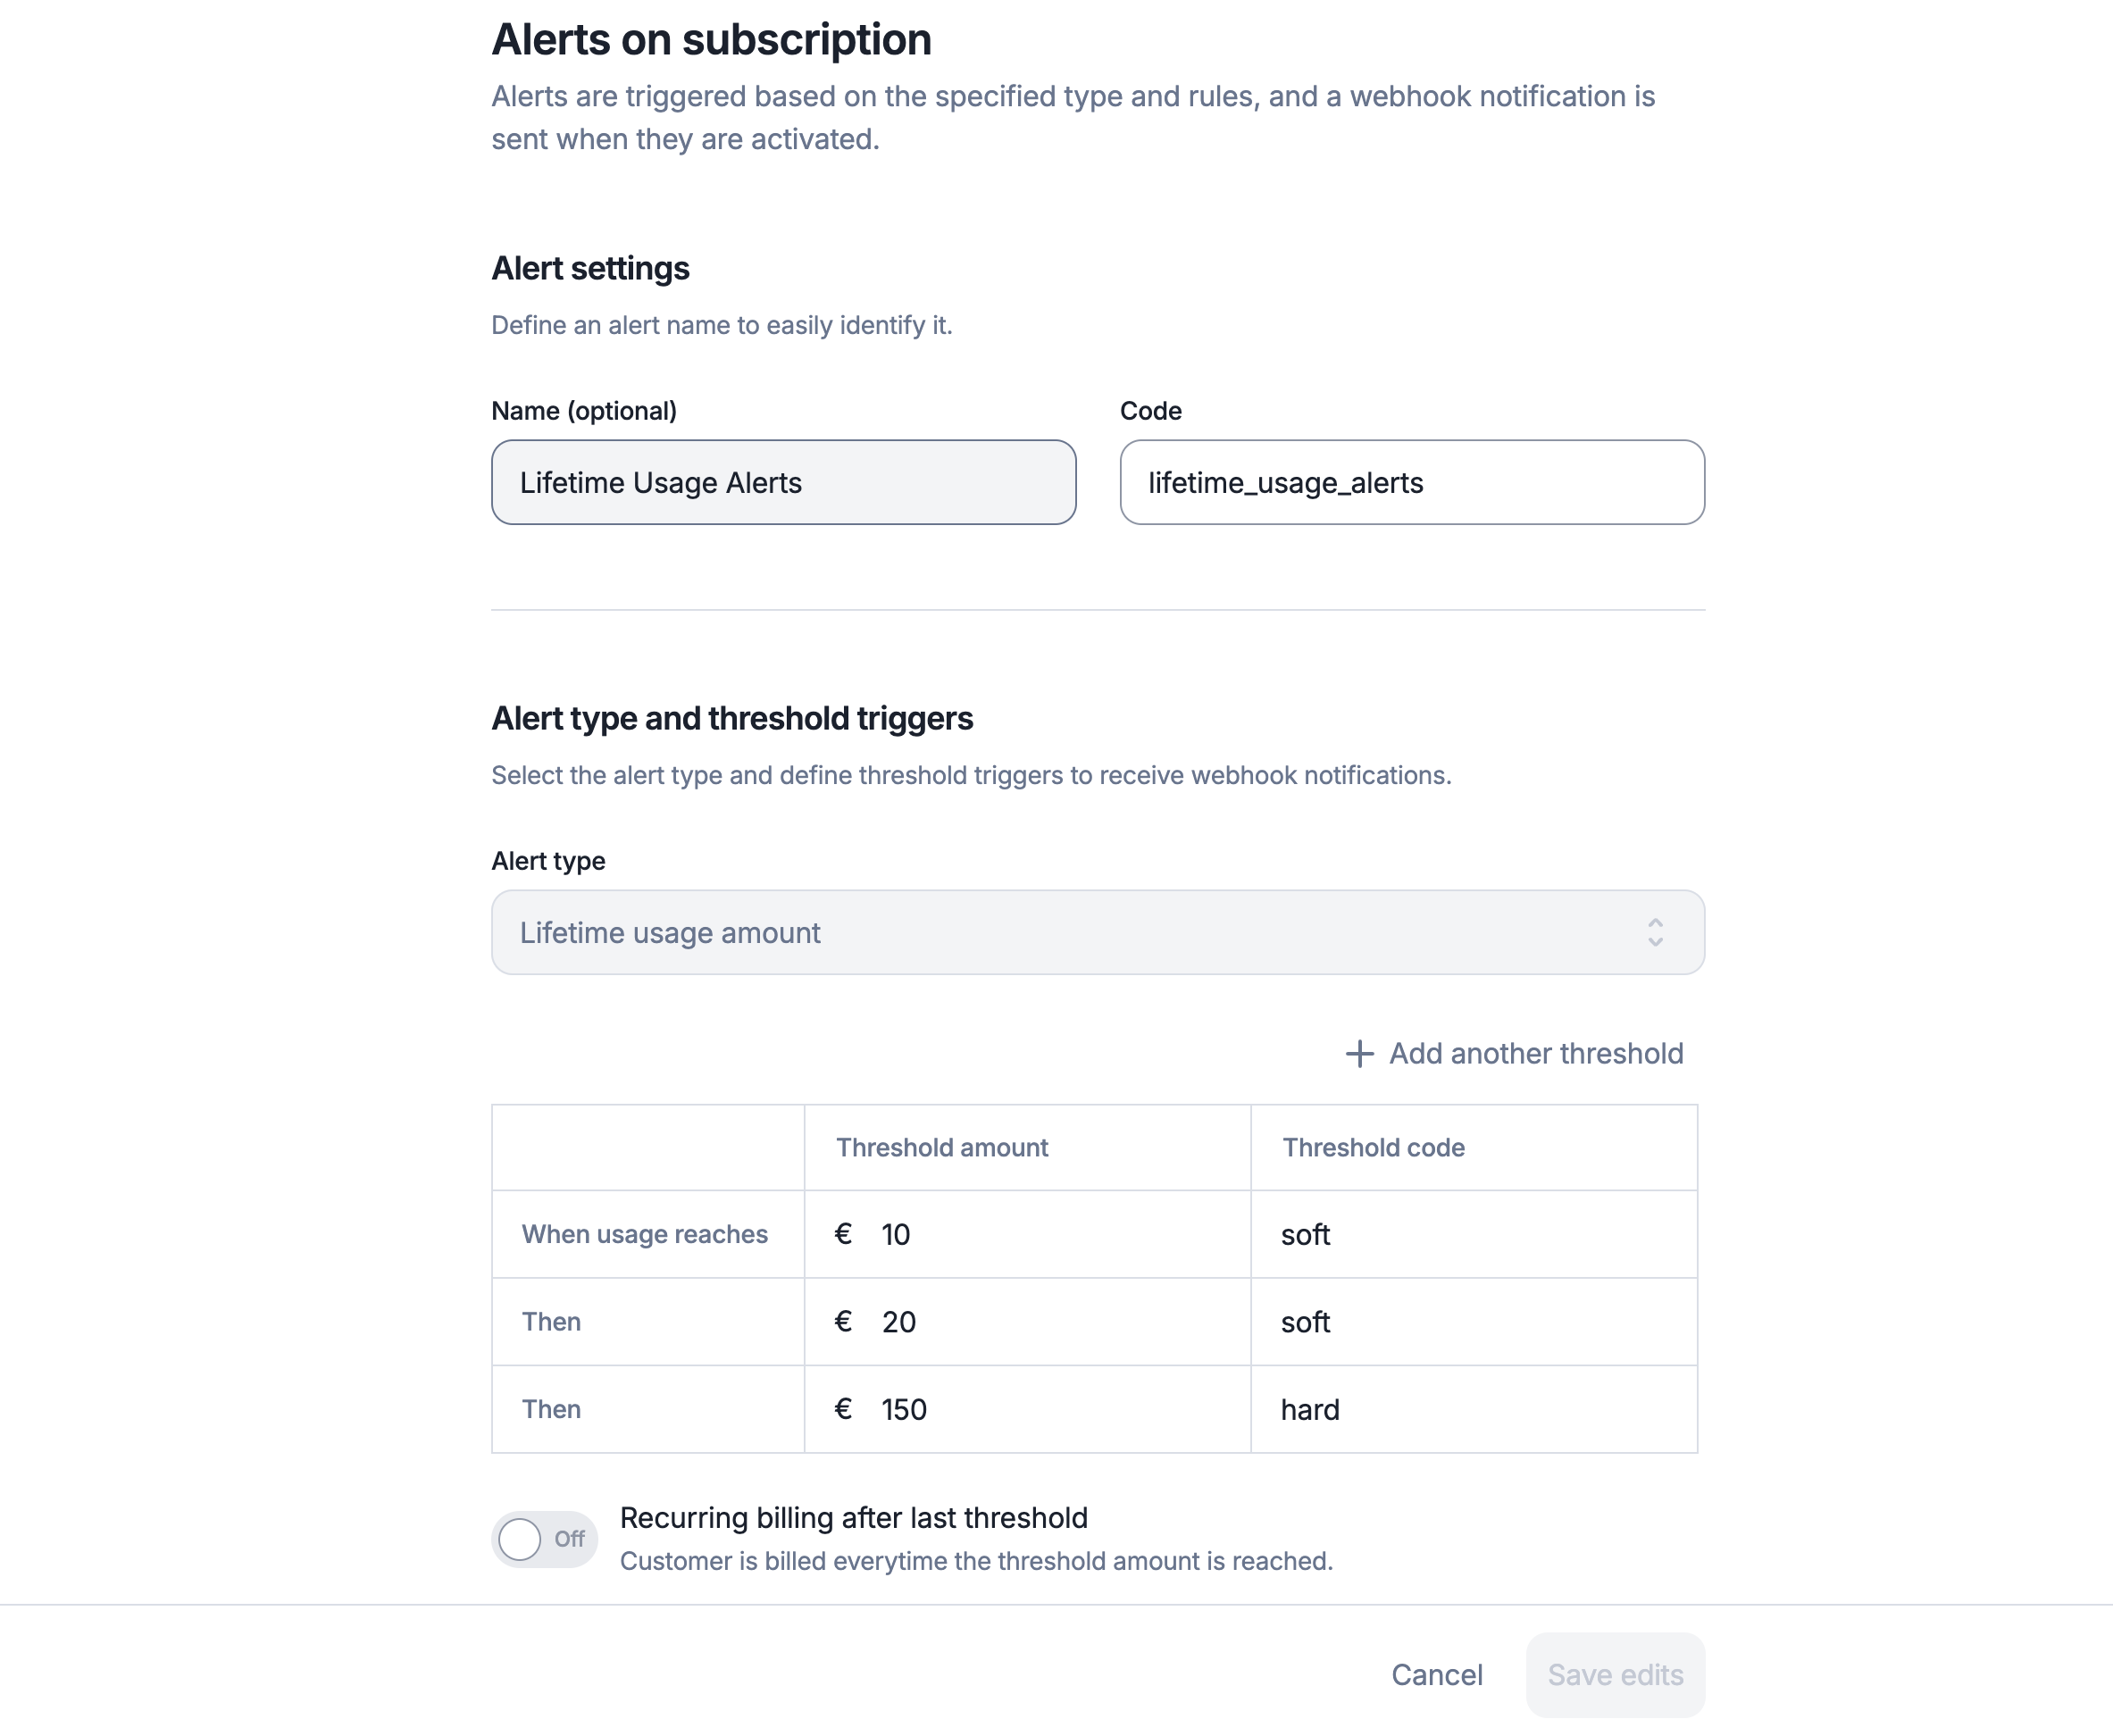 Alerts on subscription
Alerts are triggered based on the specified type and rules, and a webhook notification is
sent when they are activated.
Alert settings
Define an alert name to easily identify it.
Name (optional)
Code
Lifetime Usage Alerts
lifetime_usage_alerts
Alert type and threshold triggers
Select the alert type and define threshold triggers to receive webhook notifications.
Alert type
Lifetime usage amount
Add another threshold
Threshold amount
Threshold code
When usage reaches
€ 10
soft
Then
€ 20
soft
Then
€ 150
hard
Off
Recurring billing after last threshold
Customer is billed everytime the threshold amount is reached.
Cancel
Save edits